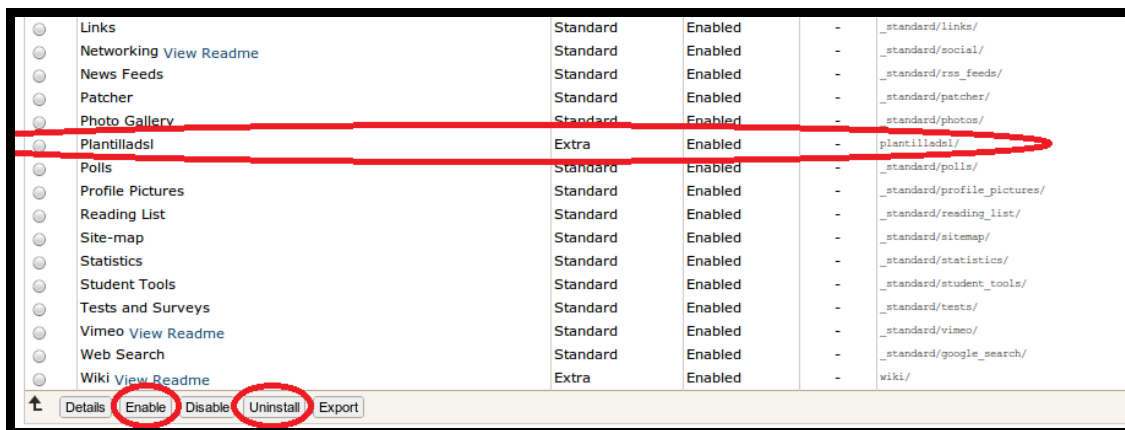 Links Standard Enabled - _standard/links/
Networking View Readme Standard Enabled - _standard/social/
News Feeds Standard Enabled - _standard/rss_feeds/
Patcher Standard Enabled - _standard/patcher/
Photo Gallery Standard Enabled - _standard/photos/
Plantilladsl Extra Enabled - plantilladsl/
Polls Standard Enabled - _standard/polls/
Profile Pictures Standard Enabled - _standard/profile_pictures/
Reading List Standard Enabled - _standard/reading_list/
Site-map Standard Enabled - _standard/sitemap/
Statistics Standard Enabled - _standard/statistics/
Student Tools Standard Enabled - _standard/student_tools/
Tests and Surveys Standard Enabled - _standard/tests/
Vimeo View Readme Standard Enabled - _standard/vimeo/
Web Search Standard Enabled - _standard/google_search/
Wiki View Readme Extra Enabled - wiki/
Details Enable Disable Uninstall Export